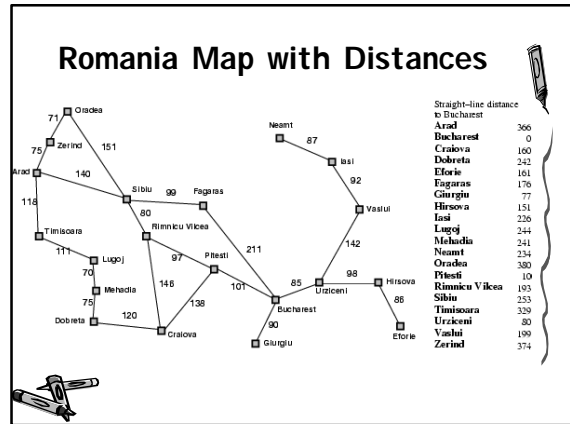 Romania Map with Distances
Oradea
71
Neamt
87
Zerind
151
75
Iasi
Arad
140
92
Sibiu
99
Fagaras
118
80
Vaslui
Rimnicu Vilcea
Timisoara
211
142
111
Lugoj
97
Pitesti
70
98
Hirsova
85
Mehadia
146
101
Urziceni
75
138
86
Bucharest
120
Dobreta
90
Craiova
Eforie
Giurgiu
Straight–line distance
to Bucharest
Arad 366
Bucharest 0
Craiova 160
Dobreta 242
Eforie 161
Fagaras 176
Giurgiu 77
Hirsova 151
Iasi 226
Lugoj 244
Mehadia 241
Neamt 234
Oradea 380
Pitesti 10
Rimnicu Vilcea 193
Sibiu 253
Timisoara 329
Urziceni 80
Vaslui 199
Zerind 374